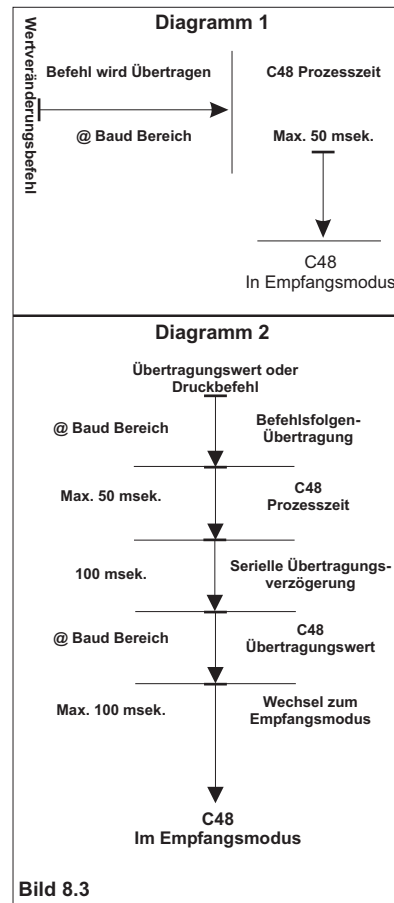 Diagramm 1
Wertveränderungsbefehl
Befehl wird Übertragen
@ Baud Bereich
C48 Prozesszeit
Max. 50 msek.
C48
In Empfangsmodus
Diagramm 2
Übertragungswert oder
Druckbefehl
@ Baud Bereich
Befehlsfolgen-
Übertragung
Max. 50 msek.
C48
Prozesszeit
100 msek.
Serielle Übertragungs-
verzögerung
@ Baud Bereich
C48
Übertragungswert
Max. 100 msek.
Wechsel zum
Empfangsmodus
C48
Im Empfangsmodus
Bild 8.3